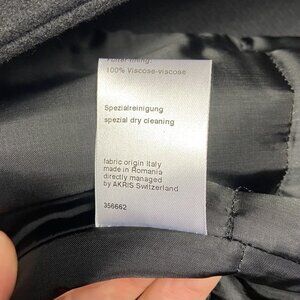 100% Viscose-viscose
Spezialreinigung
spezial dry cleaning
fabric origin Italy
made in Romania
directly managed
by AKRIS Switzerland
356662